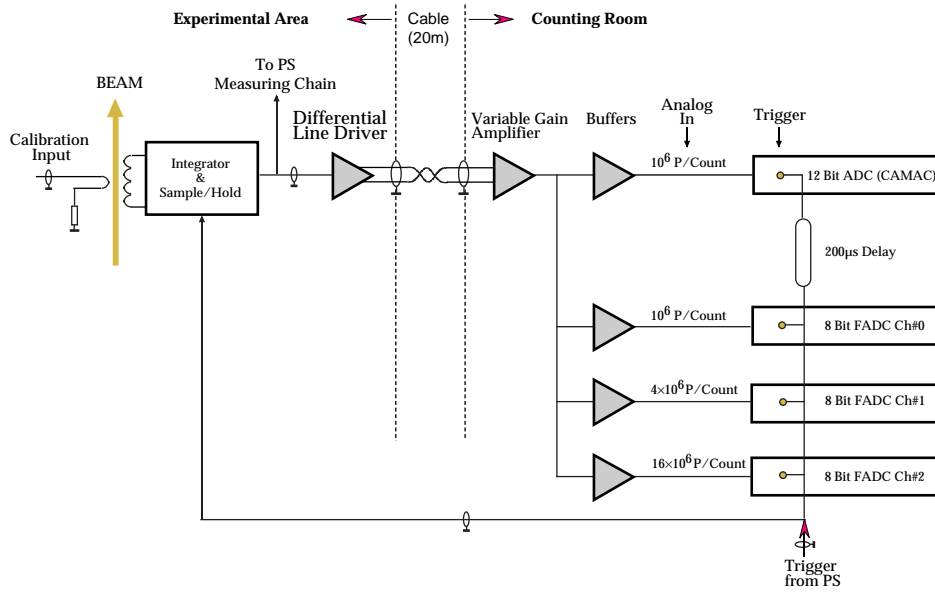 Experimental Area
Cable
(20m)
Counting Room
To PS
Measuring Chain
BEAM
Calibration
Input
Integrator
&
Sample/Hold
Differential
Line Driver
Variable Gain
Amplifier
Buffers
Analog
In
Trigger
10⁶ P/Count
12 Bit ADC (CAMAC)
200µs Delay
10⁶ P/Count
8 Bit FADC Ch#0
4×10⁶P/Count
8 Bit FADC Ch#1
16×10⁶P/Count
8 Bit FADC Ch#2
Trigger
from PS